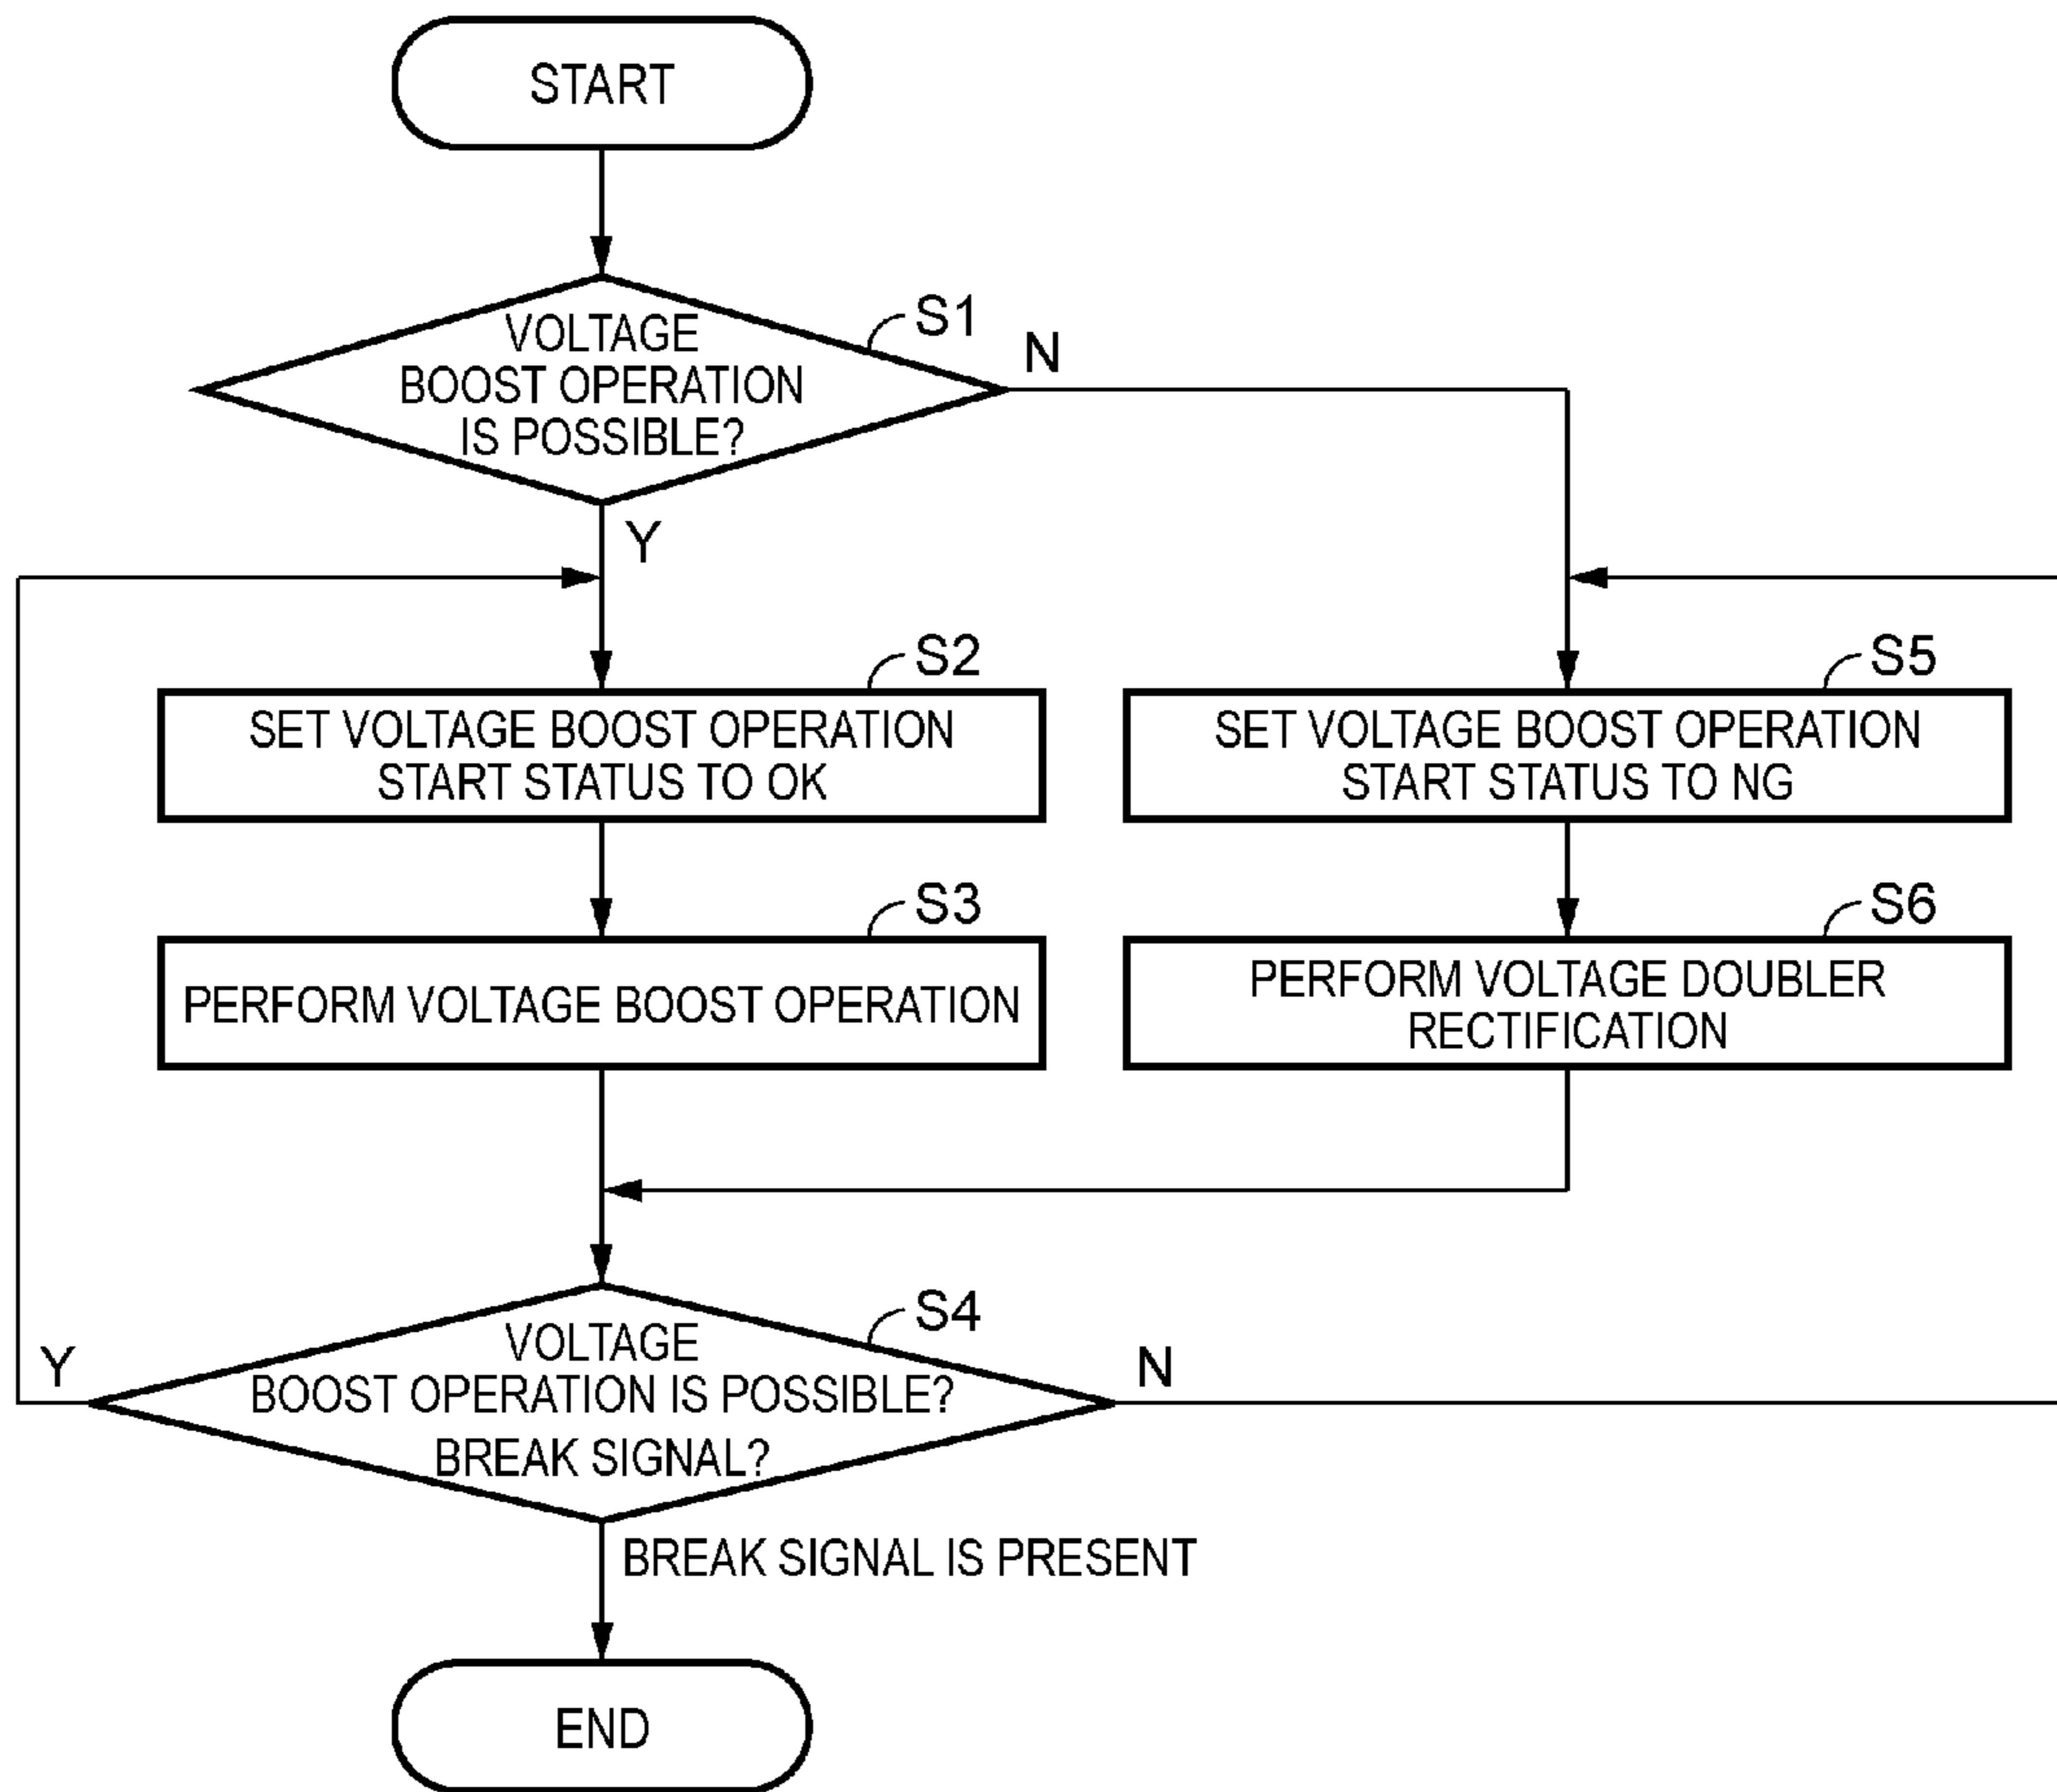 START
S1
VOLTAGE
BOOST OPERATION
IS POSSIBLE?
N
Y
S2
SET VOLTAGE BOOST OPERATION
START STATUS TO OK
S5
SET VOLTAGE BOOST OPERATION
START STATUS TO NG
S3
PERFORM VOLTAGE BOOST OPERATION
S6
PERFORM VOLTAGE DOUBLER
RECTIFICATION
S4
VOLTAGE
BOOST OPERATION IS POSSIBLE?
BREAK SIGNAL?
Y
N
BREAK SIGNAL IS PRESENT
END